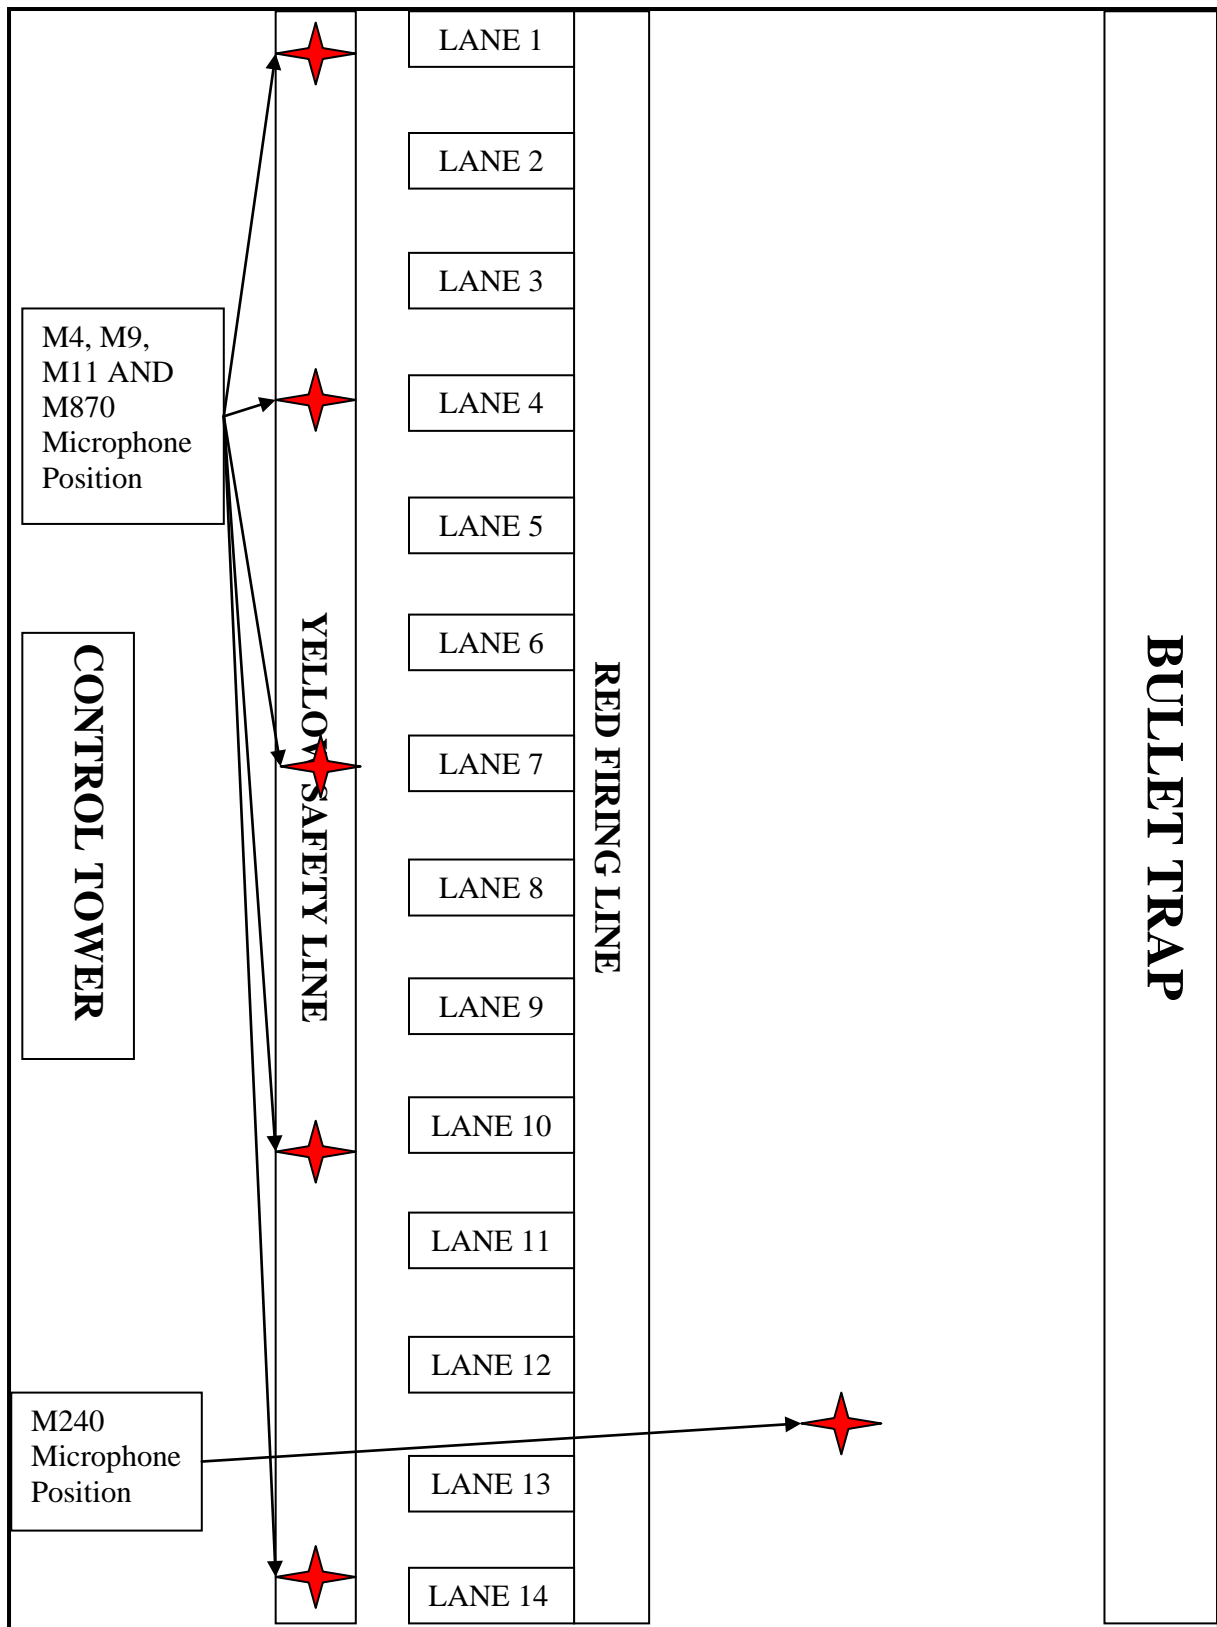 LANE 1
LANE 2
LANE 3
M4, M9,
M11 AND
M870
Microphone
Position
LANE 4
LANE 5
LANE 6
CONTROL TOWER
YELLOW SAFETY LINE
RED FIRING LINE
BULLET TRAP
LANE 7
LANE 8
LANE 9
LANE 10
LANE 11
LANE 12
M240
Microphone
Position
LANE 13
LANE 14